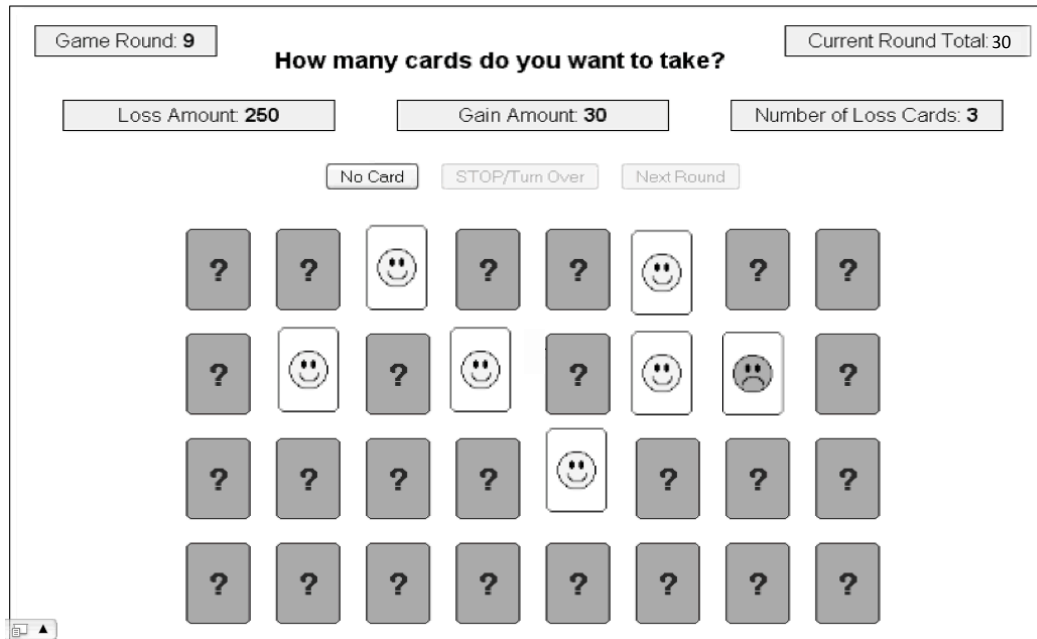 Game Round: 9
Current Round Total: 30
How many cards do you want to take?
Loss Amount: 250
Gain Amount: 30
Number of Loss Cards: 3
No Card
STOP/Turn Over
Next Round
? ? ? ? ? ?
? ? ? ?
? ? ? ? ? ? ?
? ? ? ? ? ? ? ?